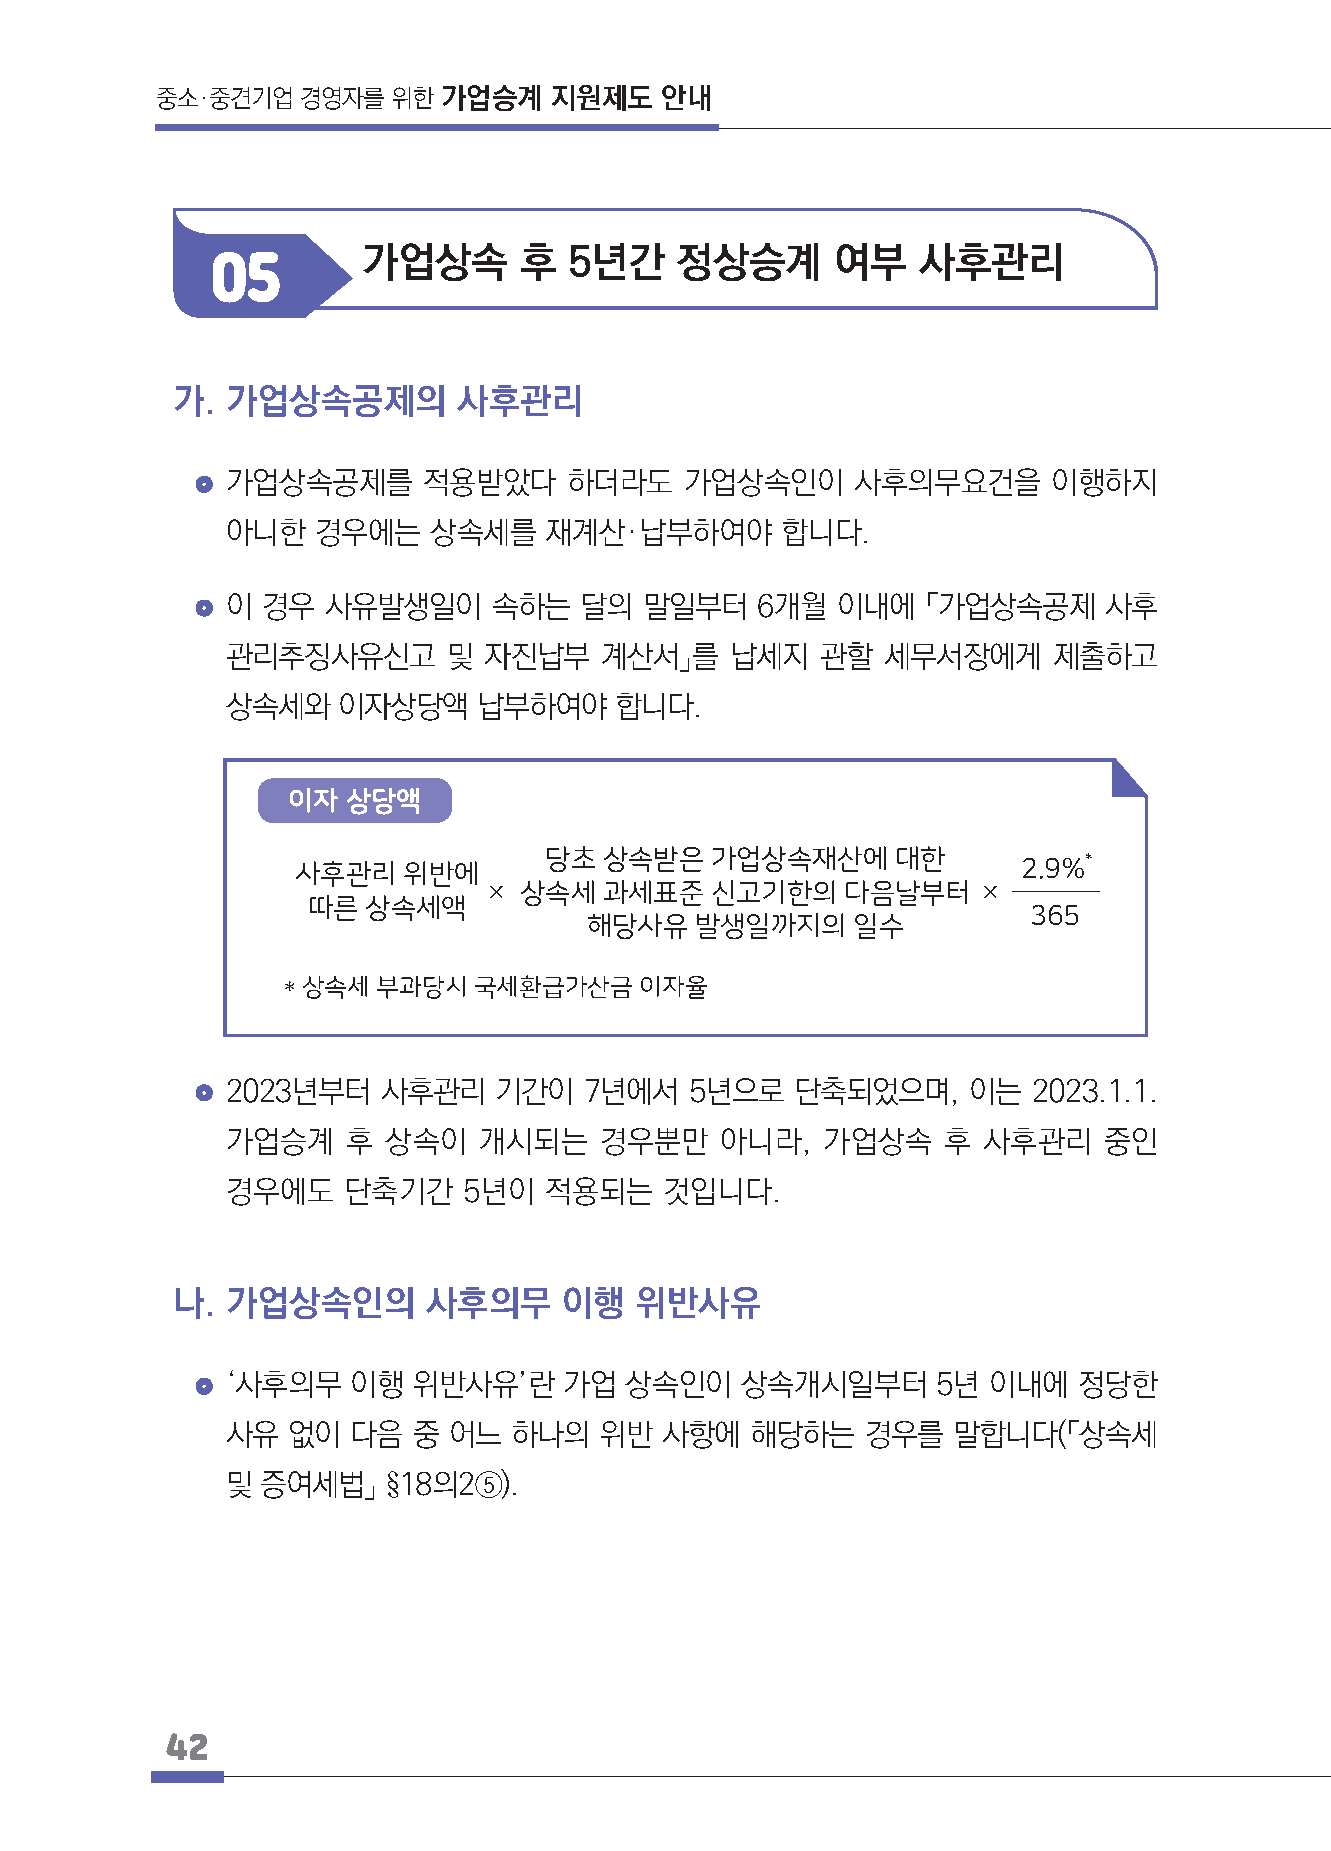 중소·중견기업 경영자를 위한 가업승계 지원제도 안내
05 가업상속 후 5년간 정상승계 여부 사후관리
가. 가업상속공제의 사후관리
가업상속공제를 적용받았다 하더라도 가업상속인이 사후의무요건을 이행하지
아니한 경우에는 상속세를 재계산·납부하여야 합니다.
이 경우 사유발생일이 속하는 달의 말일부터 6개월 이내에 「가업상속공제 사후
관리추징사유신고 및 자진납부 계산서」를 납세지 관할 세무서장에게 제출하고
상속세와 이자상당액 납부하여야 합니다.
이자 상당액
사후관리 위반에
따른 상속세액
×
당초 상속받은 가업상속재산에 대한
상속세 과세표준 신고기한의 다음날부터
해당사유 발생일까지의 일수
×
2.9%*
365
* 상속세 부과당시 국세환급가산금 이자율
2023년부터 사후관리 기간이 7년에서 5년으로 단축되었으며, 이는 2023.1.1.
가업승계 후 상속이 개시되는 경우뿐만 아니라, 가업상속 후 사후관리 중인
경우에도 단축기간 5년이 적용되는 것입니다.
나. 가업상속인의 사후의무 이행 위반사유
‘사후의무 이행 위반사유’란 가업 상속인이 상속개시일부터 5년 이내에 정당한
사유 없이 다음 중 어느 하나의 위반 사항에 해당하는 경우를 말합니다(「상속세
및 증여세법」 §18의2⑤).
42